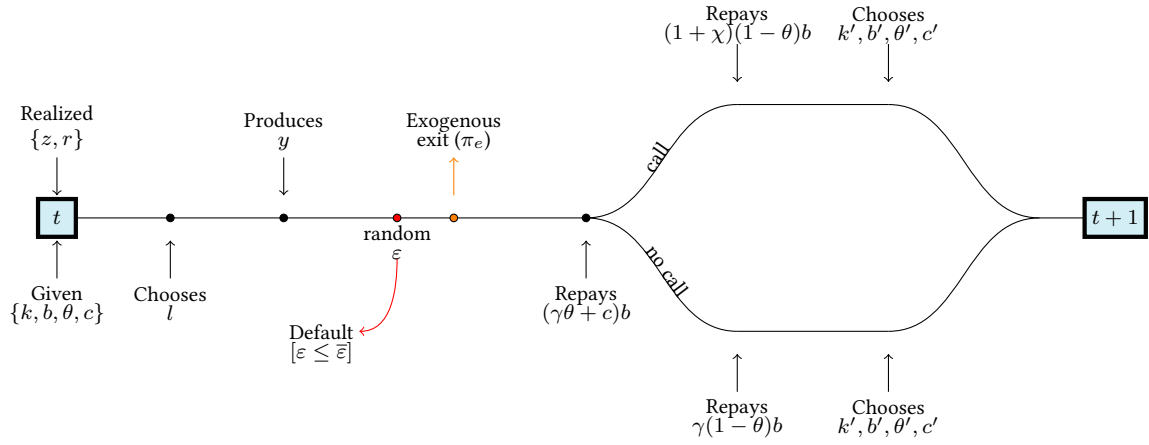 Repays
(1 + χ)(1 − θ)b
Chooses
k′, b′, θ′, c′
Realized
{z, r}
Produces
y
Exogenous
exit (π_e)
call
t
t + 1
random
ε
no call
Given
{k, b, θ, c}
Chooses
l
Repays
(γθ + c)b
Default
[ε ≤ ε̅]
Repays
γ(1 − θ)b
Chooses
k′, b′, θ′, c′